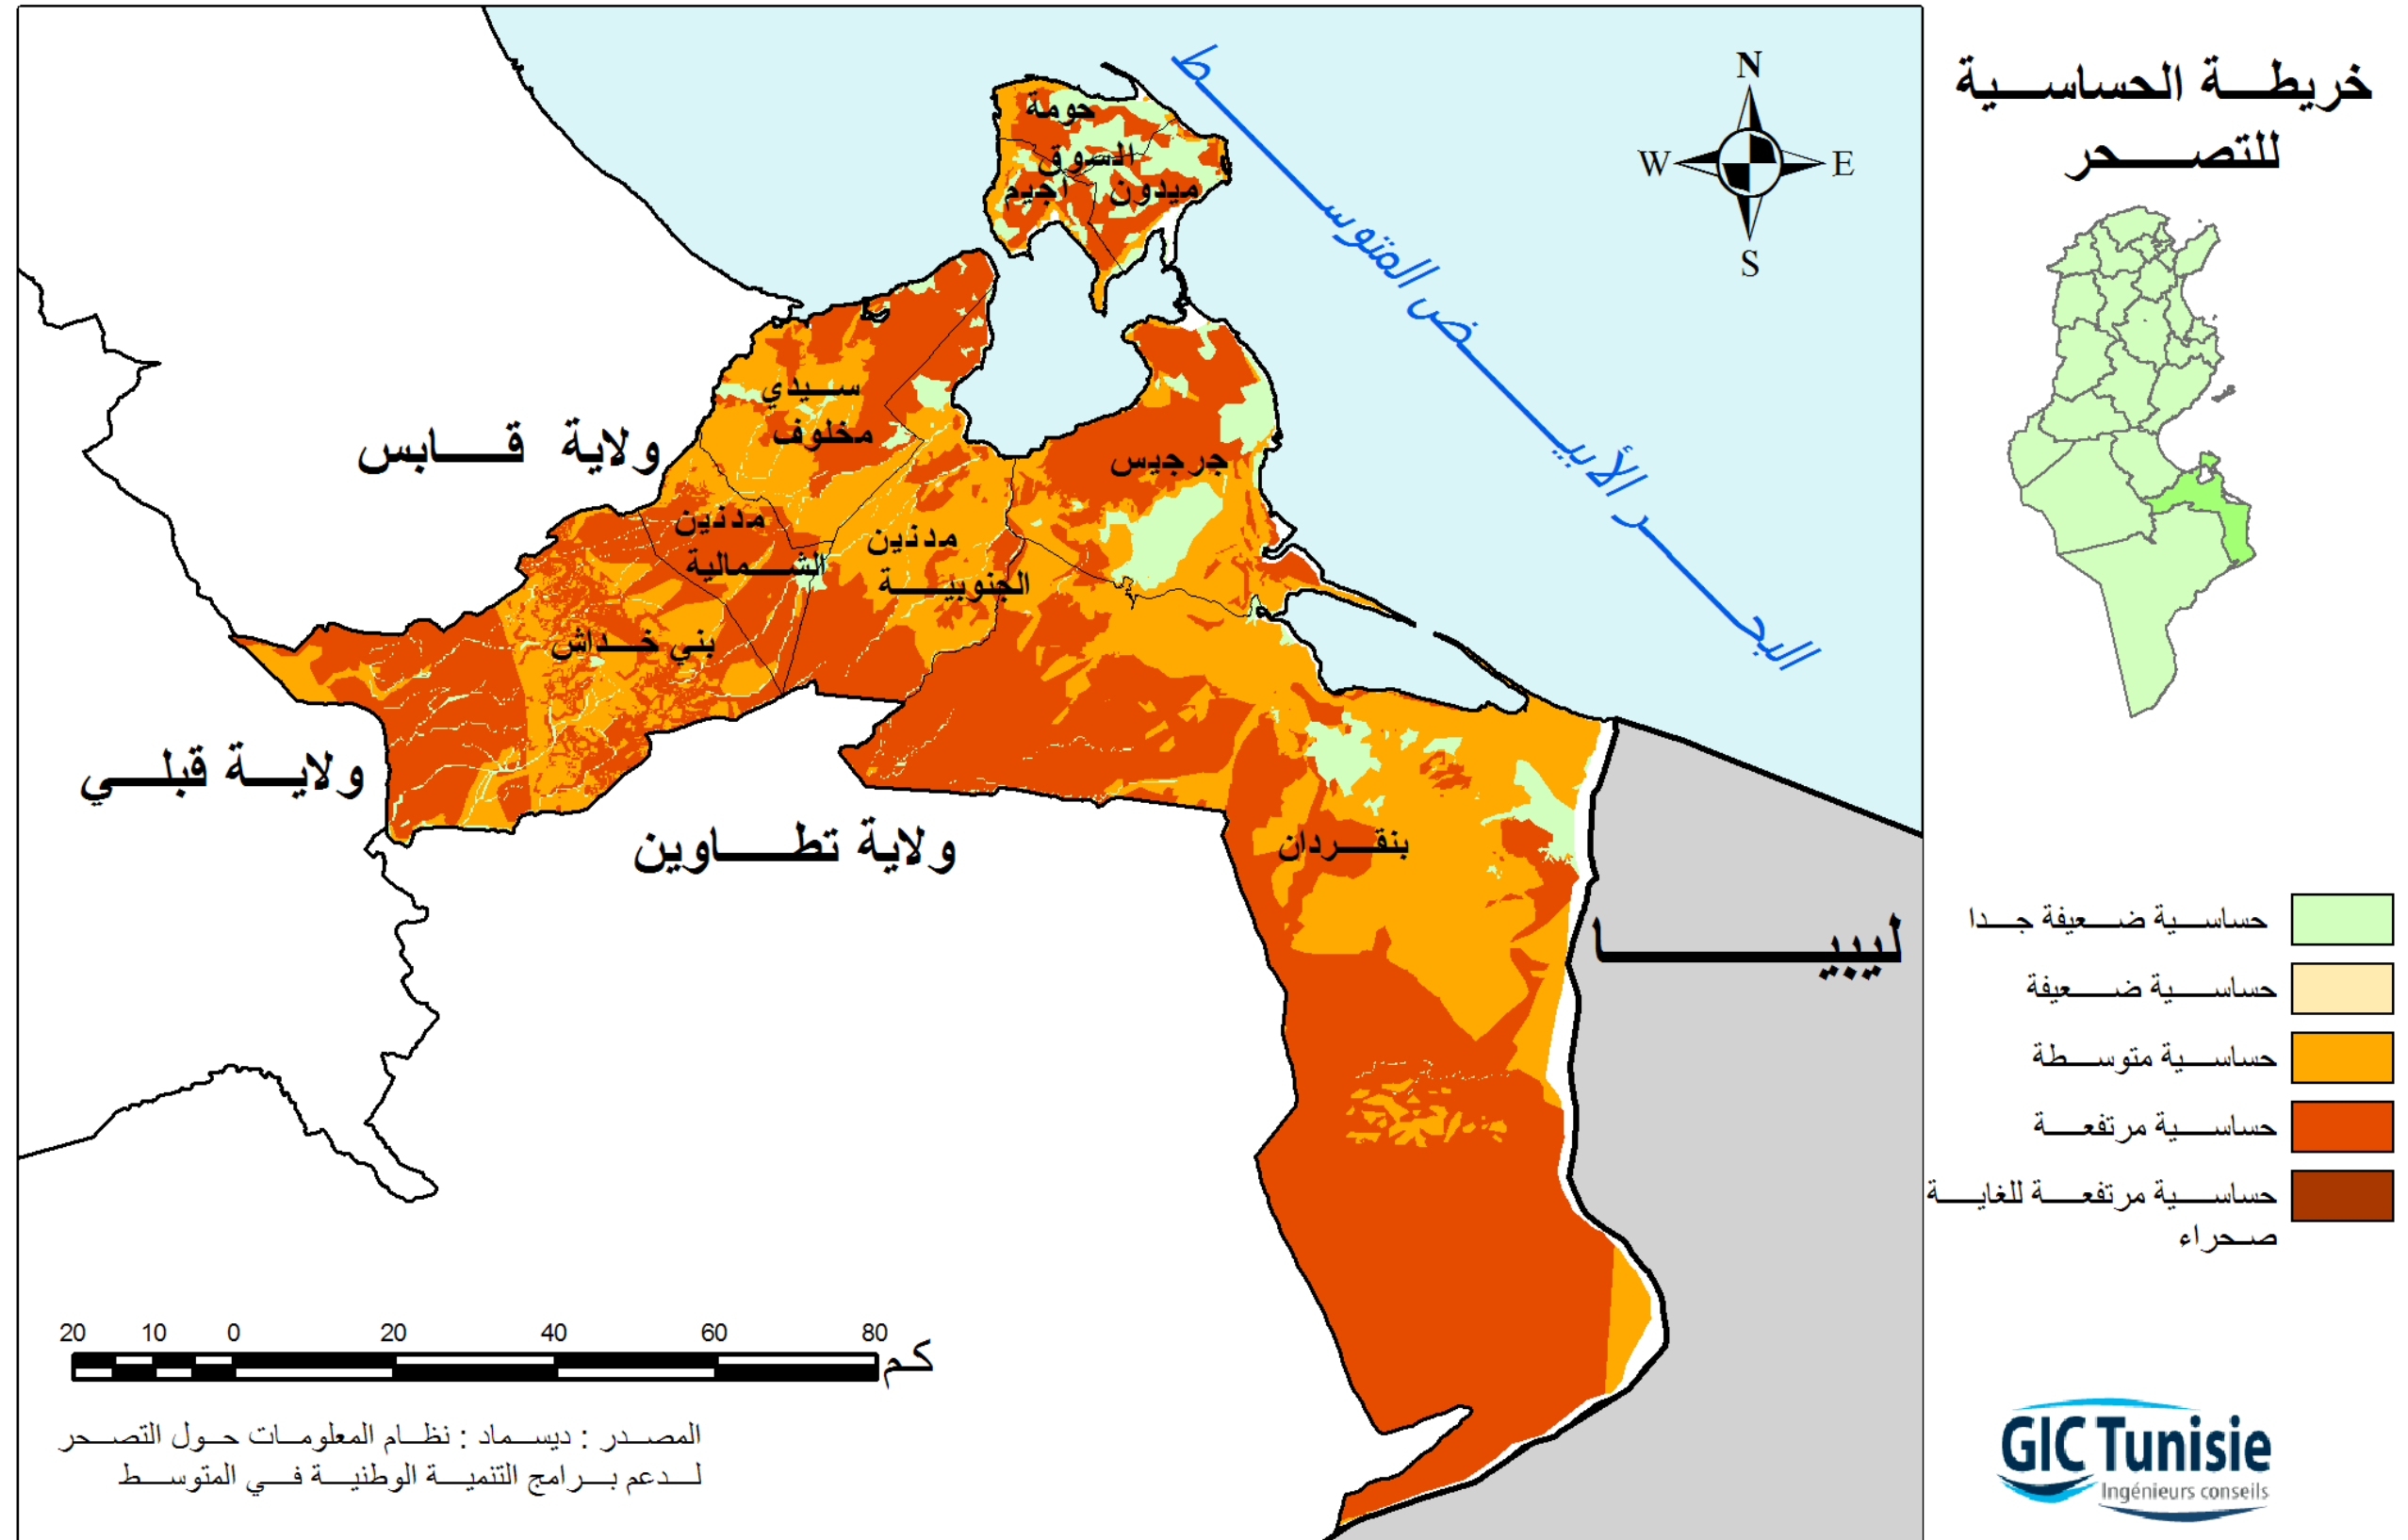 خريطة الحساسية
للتصحر
N
W
E
S
البحر الأبيض المتوسط
حومة
السوق
اجيم
ميدون
سيدي
مخلوف
جرجيس
مدنين
الشمالية
مدنين
الجنوبية
بني خداش
بنقردان
ولاية قابس
ولاية قبلي
ولاية تطاوين
ليبيا
حساسية ضعيفة جدا
حساسية ضعيفة
حساسية متوسطة
حساسية مرتفعة
حساسية مرتفعة للغاية
صحراء
20 10 0 20 40 60 80
كم
المصدر : ديسماد : نظام المعلومات حول التصحر
لدعم برامج التنمية الوطنية في المتوسط
GIC Tunisie
Ingénieurs conseils